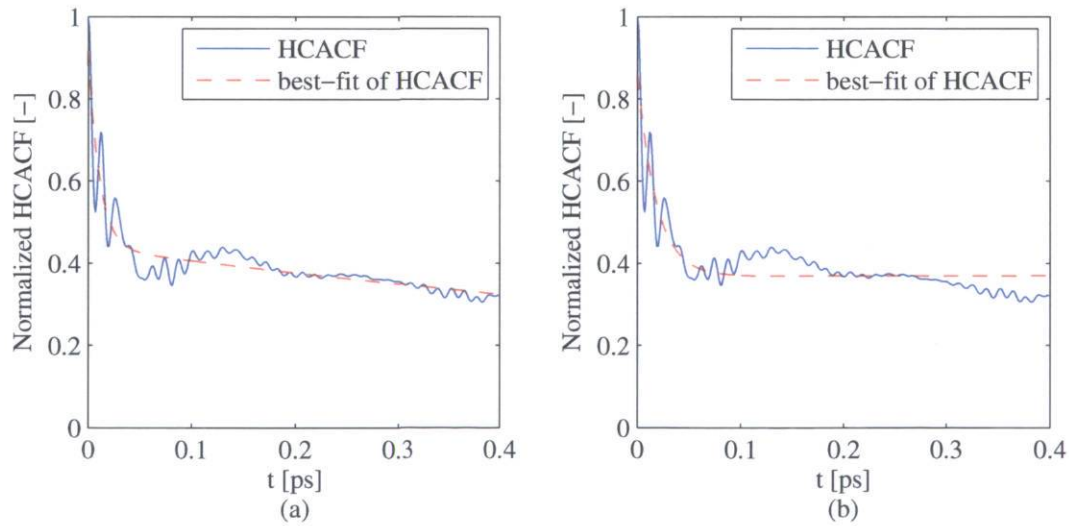 1
0.8
0.6
0.4
0.2
0
Normalized HCACF [−]
HCACF
best−fit of HCACF
0
0.1
0.2
0.3
0.4
t [ps]
(a)
1
0.8
0.6
0.4
0.2
0
Normalized HCACF [−]
HCACF
best−fit of HCACF
0
0.1
0.2
0.3
0.4
t [ps]
(b)